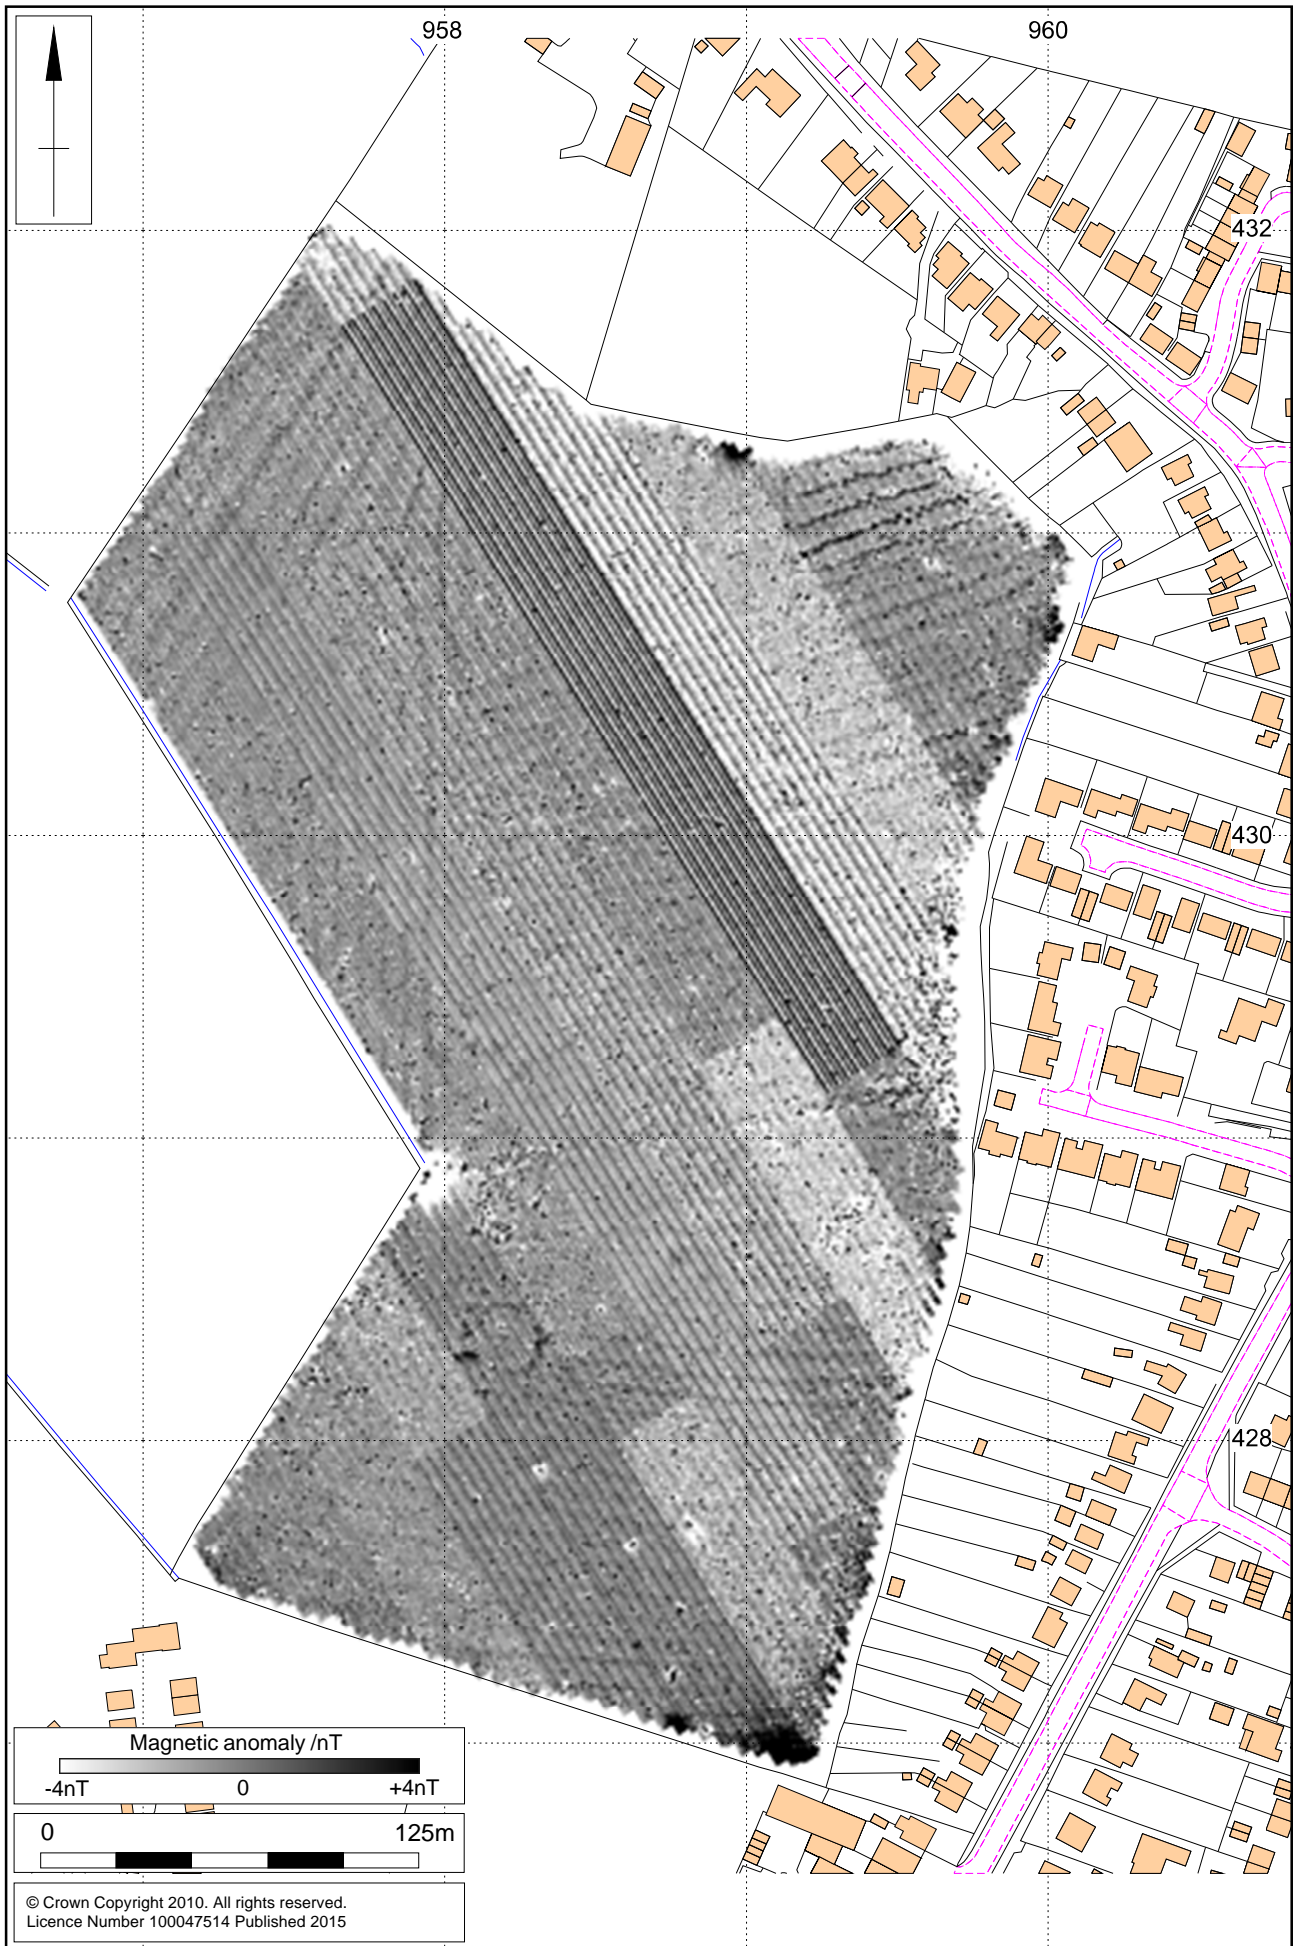 958
960
432
430
428
Magnetic anomaly /nT
-4nT 0 +4nT
0 125m
© Crown Copyright 2010. All rights reserved.
Licence Number 100047514 Published 2015